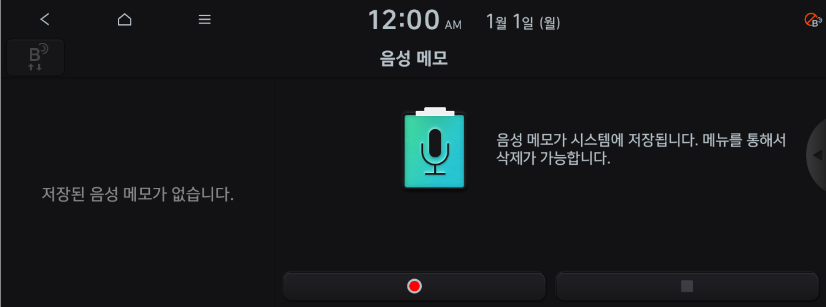 12:00 AM 1월 1일 (월)
B
B
음성 메모
저장된 음성 메모가 없습니다.
음성 메모가 시스템에 저장됩니다. 메뉴를 통해서
삭제가 가능합니다.